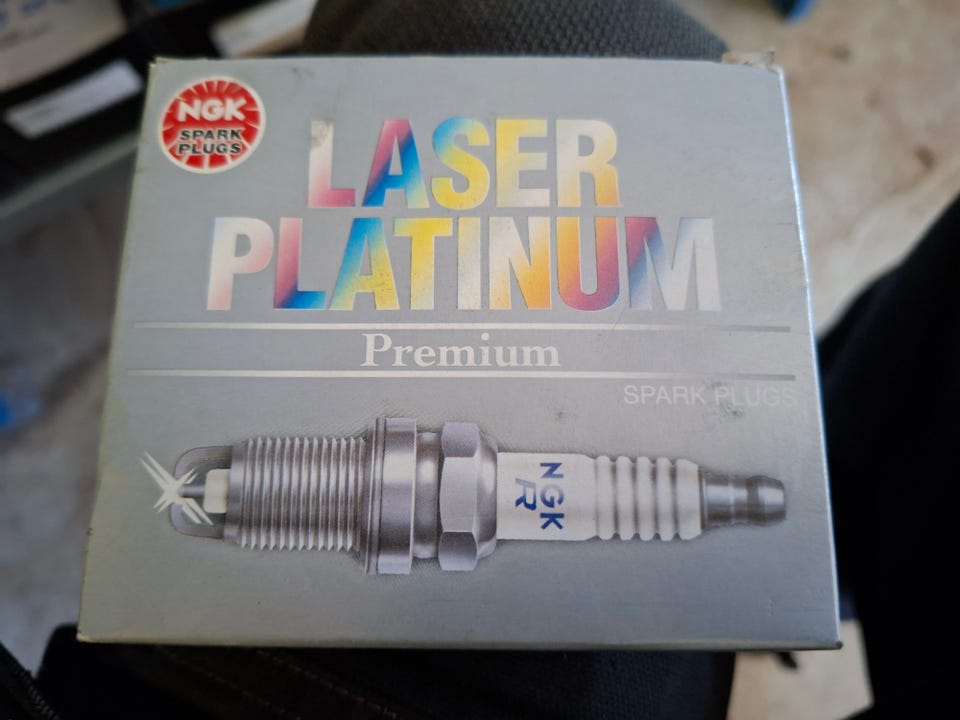 NGK
SPARK
PLUGS
LASER
PLATINUM
Premium
SPARK PLUGS
NGK
R